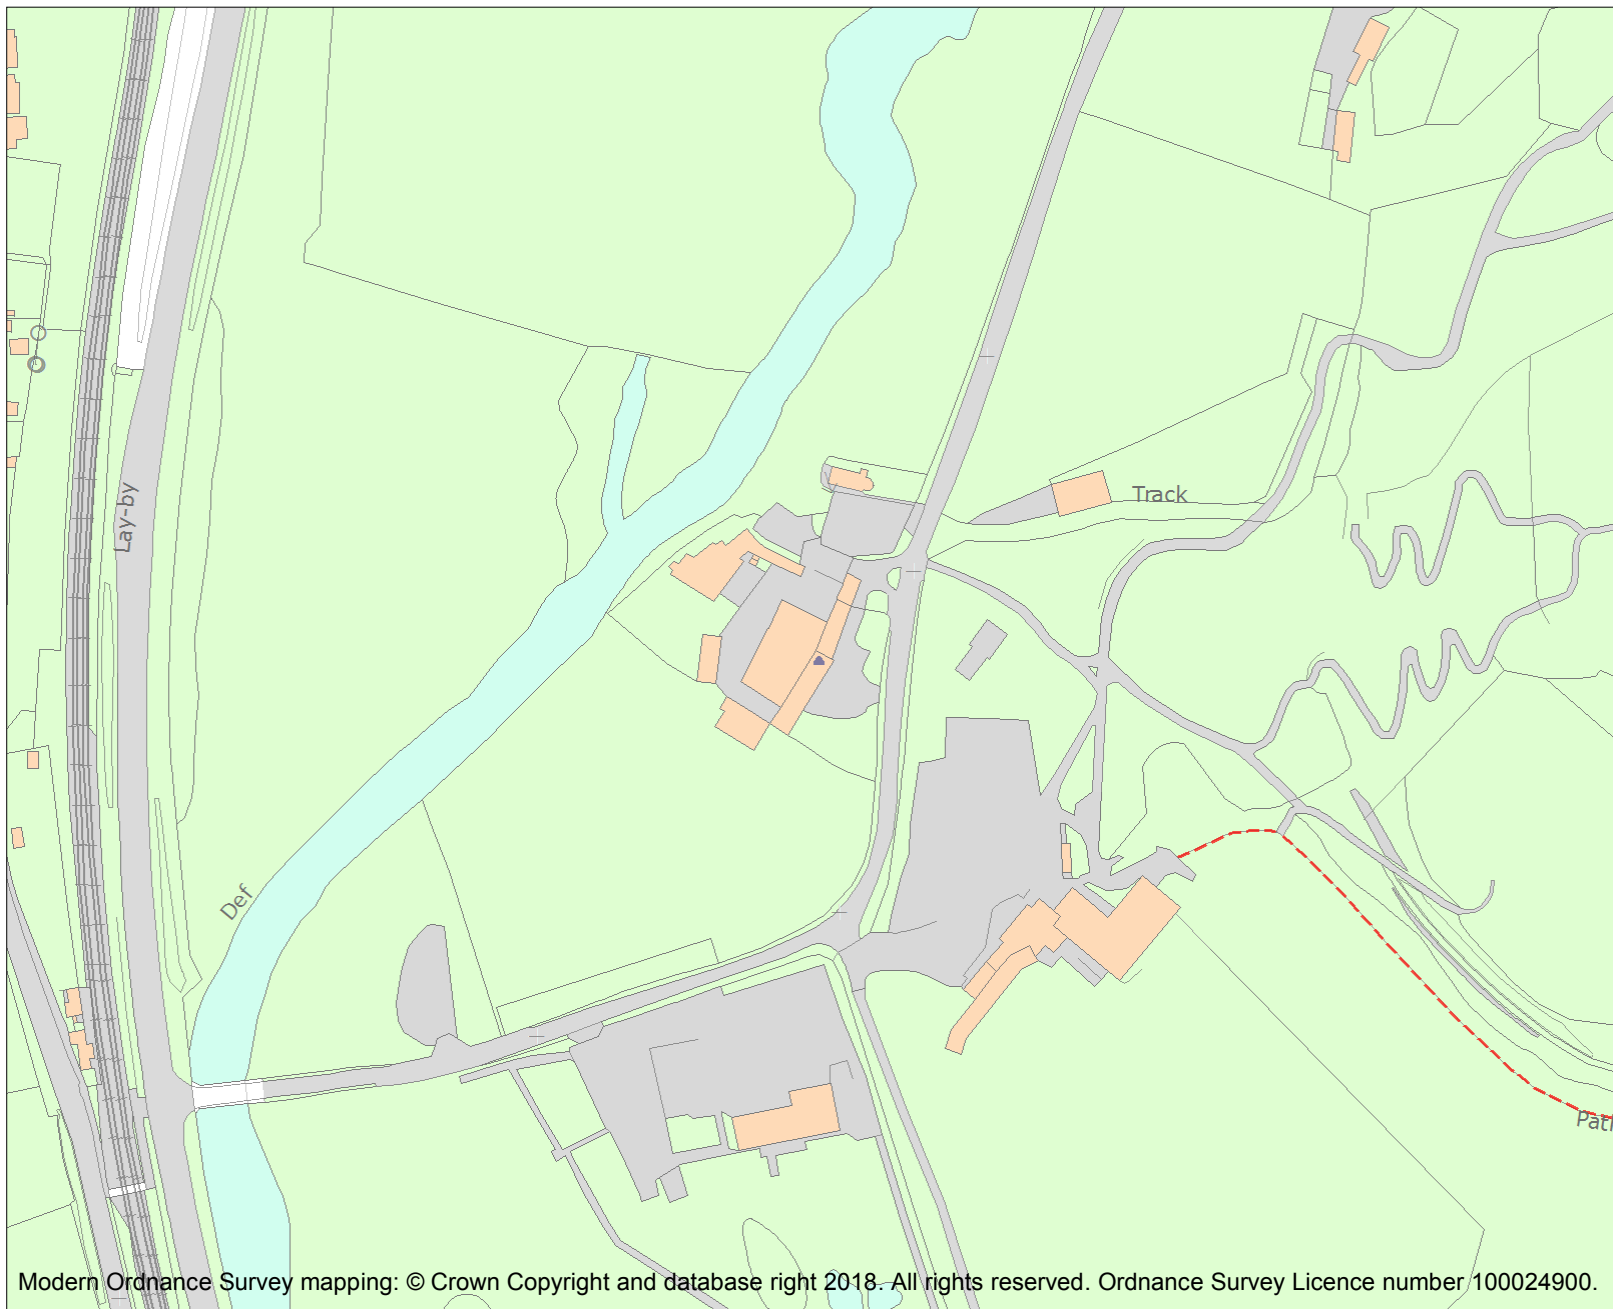 Lay-by
Track
Def
Path
Modern Ordnance Survey mapping: © Crown Copyright and database right 2018. All rights reserved. Ordnance Survey Licence number 100024900.